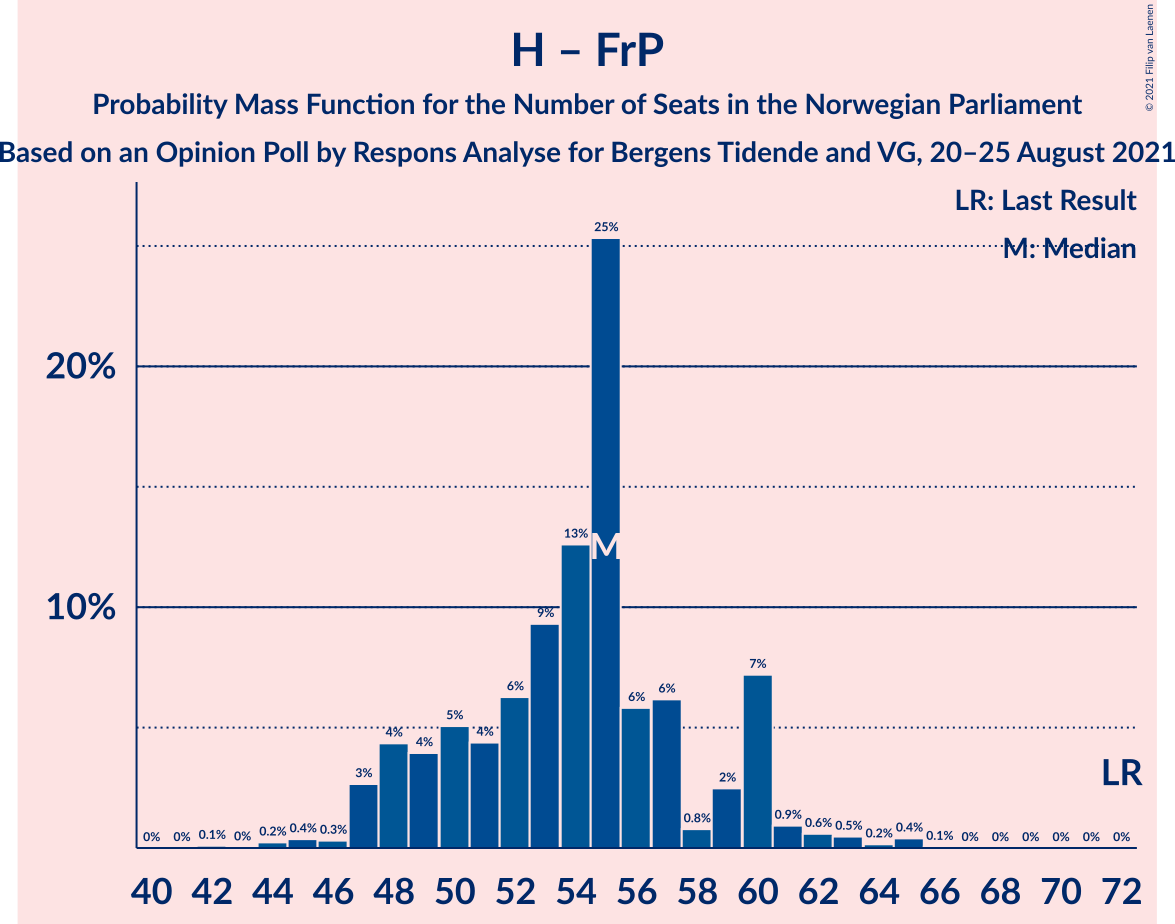 H – FrP
Probability Mass Function for the Number of Seats in the Norwegian Parliament
Based on an Opinion Poll by Respons Analyse for Bergens Tidende and VG, 20–25 August 2021
© 2021 Filip van Laenen
LR: Last Result
M: Median
20%
10%
0% 0% 0.1% 0% 0.2% 0.4% 0.3% 3% 4% 4% 5% 4% 6% 9% 13% 25% 6% 6% 0.8% 2% 7% 0.9% 0.6% 0.5% 0.2% 0.4% 0.1% 0% 0% 0% 0% 0% 0%
M
LR
40 42 44 46 48 50 52 54 56 58 60 62 64 66 68 70 72